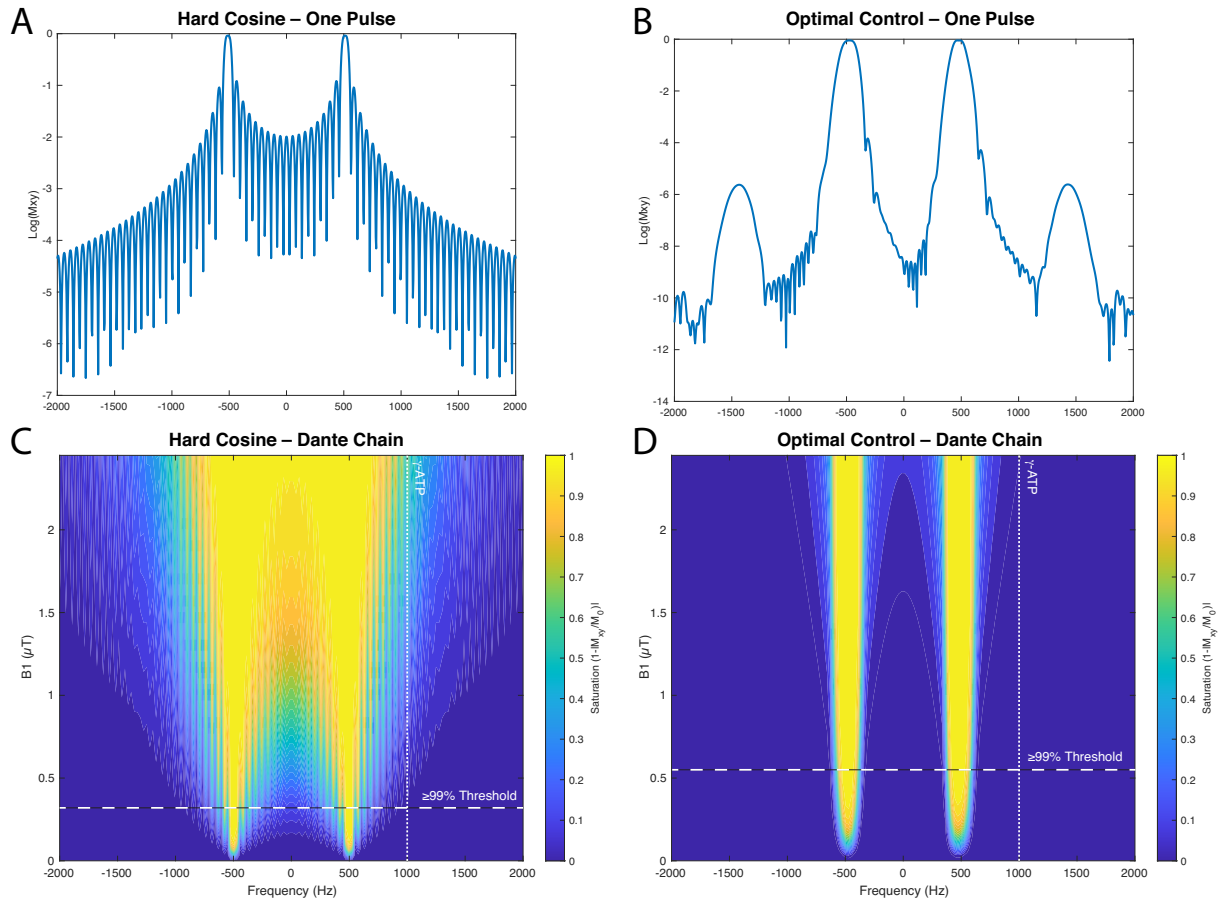 A
Hard Cosine – One Pulse
0
-1
-2
-3
-4
-5
-6
-7
Log(Mxy)
-2000 -1500 -1000 -500 0 500 1000 1500 2000
B
Optimal Control – One Pulse
0
-2
-4
-6
-8
-10
-12
-14
Log(Mxy)
-2000 -1500 -1000 -500 0 500 1000 1500 2000
C
Hard Cosine – Dante Chain
2
1.5
1
0.5
0
B1 (μT)
γ-ATP
≥99% Threshold
-2000 -1500 -1000 -500 0 500 1000 1500 2000
Frequency (Hz)
1
0.9
0.8
0.7
0.6
0.5
0.4
0.3
0.2
0.1
0
Saturation (1-IMxy/M0)I
D
Optimal Control – Dante Chain
2
1.5
1
0.5
0
B1 (μT)
γ-ATP
≥99% Threshold
-2000 -1500 -1000 -500 0 500 1000 1500 2000
Frequency (Hz)
1
0.9
0.8
0.7
0.6
0.5
0.4
0.3
0.2
0.1
0
Saturation (1-IMxy/M0)I